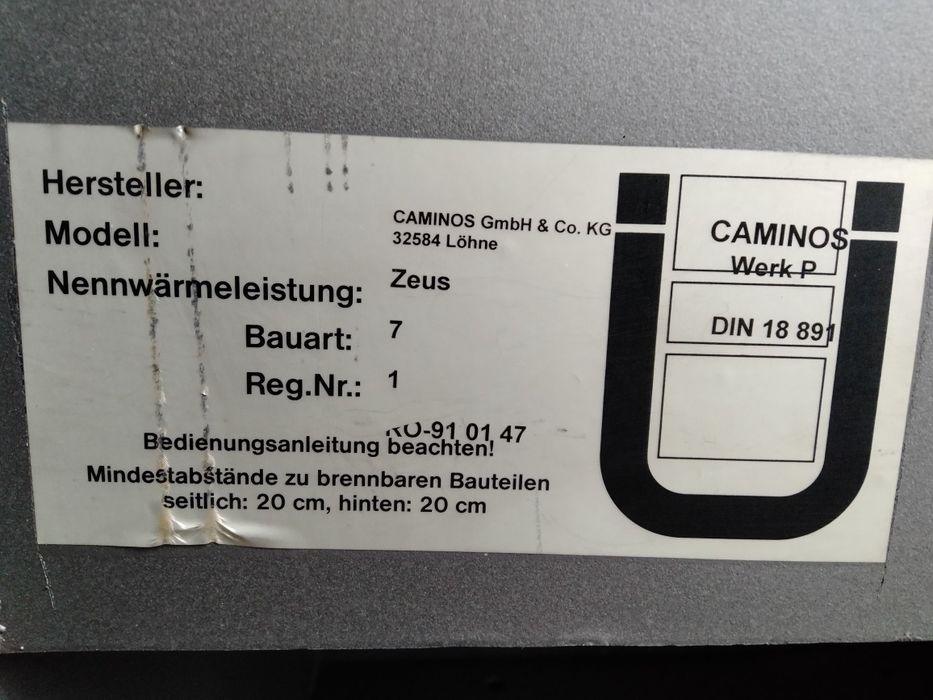 Hersteller:
CAMINOS GmbH & Co. KG
32584 Löhne
Modell:
Zeus
Nennwärmeleistung:
7
Bauart:
1
Reg.Nr.:
RO-91 01 47
Bedienungsanleitung beachten!
Mindestabstände zu brennbaren Bauteilen
seitlich: 20 cm, hinten: 20 cm
Ü
CAMINOS
Werk P
DIN 18 891